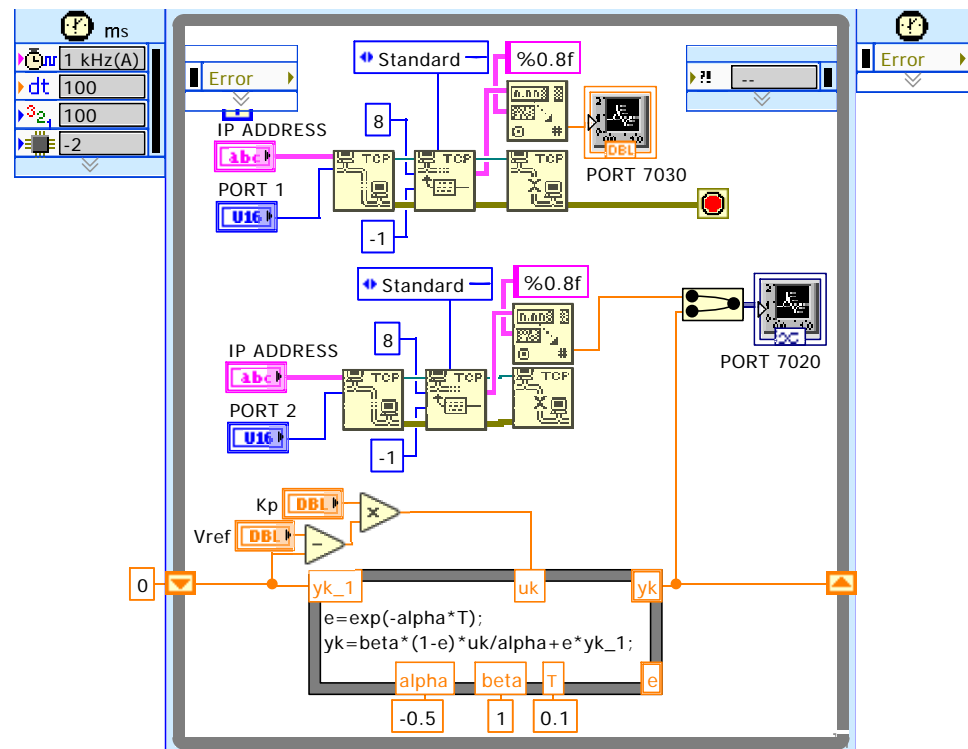 ms
1 kHz(A)
dt 100
100
-2
Error
Standard
%0.8f
--
Error
IP ADDRESS
8
abc
TCP
TCP
TCP
DBL
PORT 7030
PORT 1
U16
-1
Standard
%0.8f
IP ADDRESS
8
abc
TCP
TCP
TCP
PORT 7020
PORT 2
U16
-1
Kp DBL
Vref DBL
0
yk_1 uk yk
e=exp(-alpha*T);
yk=beta*(1-e)*uk/alpha+e*yk_1;
alpha beta T e
-0.5 1 0.1